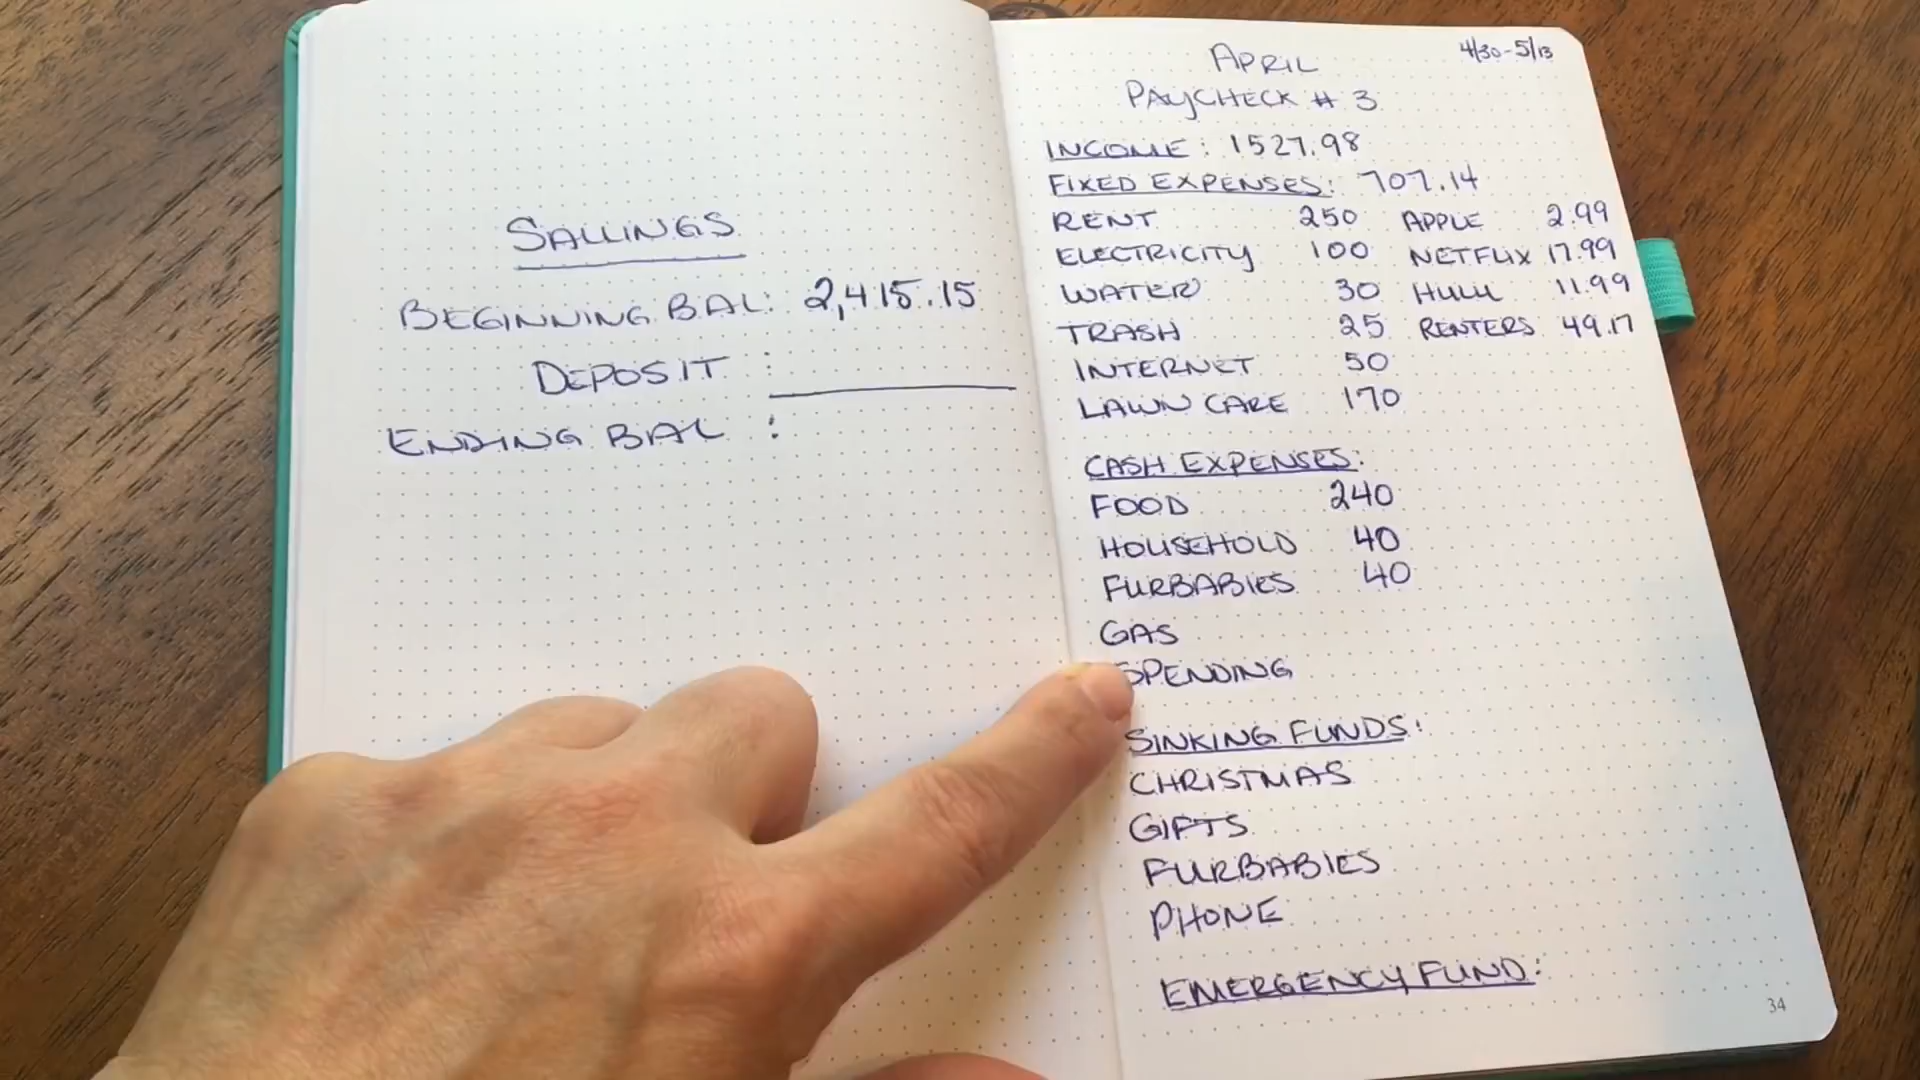 SALLINGS
BEGINNING BAL: 2,415.15
DEPOSIT :
ENDING BAL :
4/30-5/13
APRIL
PAYCHECK # 3
INCOME: 1527.98
FIXED EXPENSES: 707.14
RENT 250 APPLE 2.99
ELECTRICITY 100 NETFLIX 17.99
WATER 30 HULU 11.99
TRASH 25 RENTERS 49.17
INTERNET 50
LAWN CARE 170
CASH EXPENSES:
FOOD 240
HOUSEHOLD 40
FURBABIES 40
GAS
SPENDING
SINKING FUNDS:
CHRISTMAS
GIFTS
FURBABIES
PHONE
EMERGENCY FUND:
34